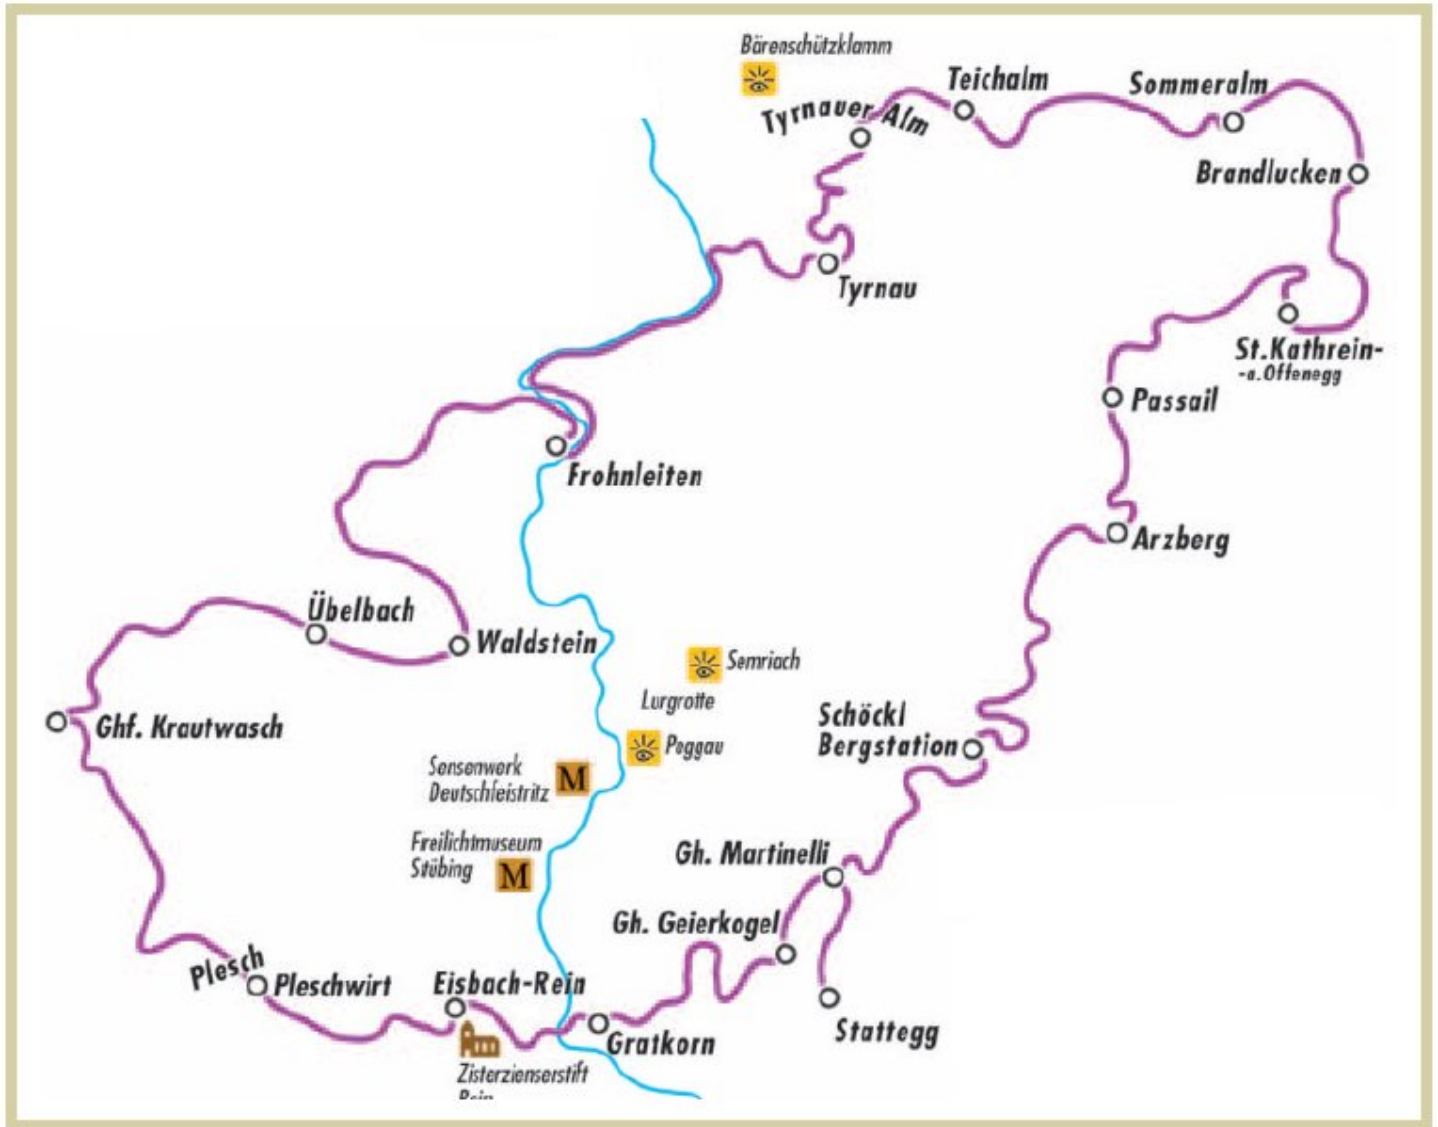 Bärenschützklamm
Tyrnauer Alm
Teichalm
Sommeralm
Brandlucken
Tyrnau
St.Kathrein-
-a.Offenegg
Passail
Frohnleiten
Arzberg
Übelbach
Waldstein
Semriach
Lurgrotte
Peggau
Ghf. Krautwasch
Schöckl
Bergstation
Sensenwerk
Deutschfeistritz
M
Freilichtmuseum
Stübing
M
Gh. Martinelli
Gh. Geierkogel
Plesch
Pleschwirt
Eisbach-Rein
Gratkorn
Stattegg
Zisterzienserstift